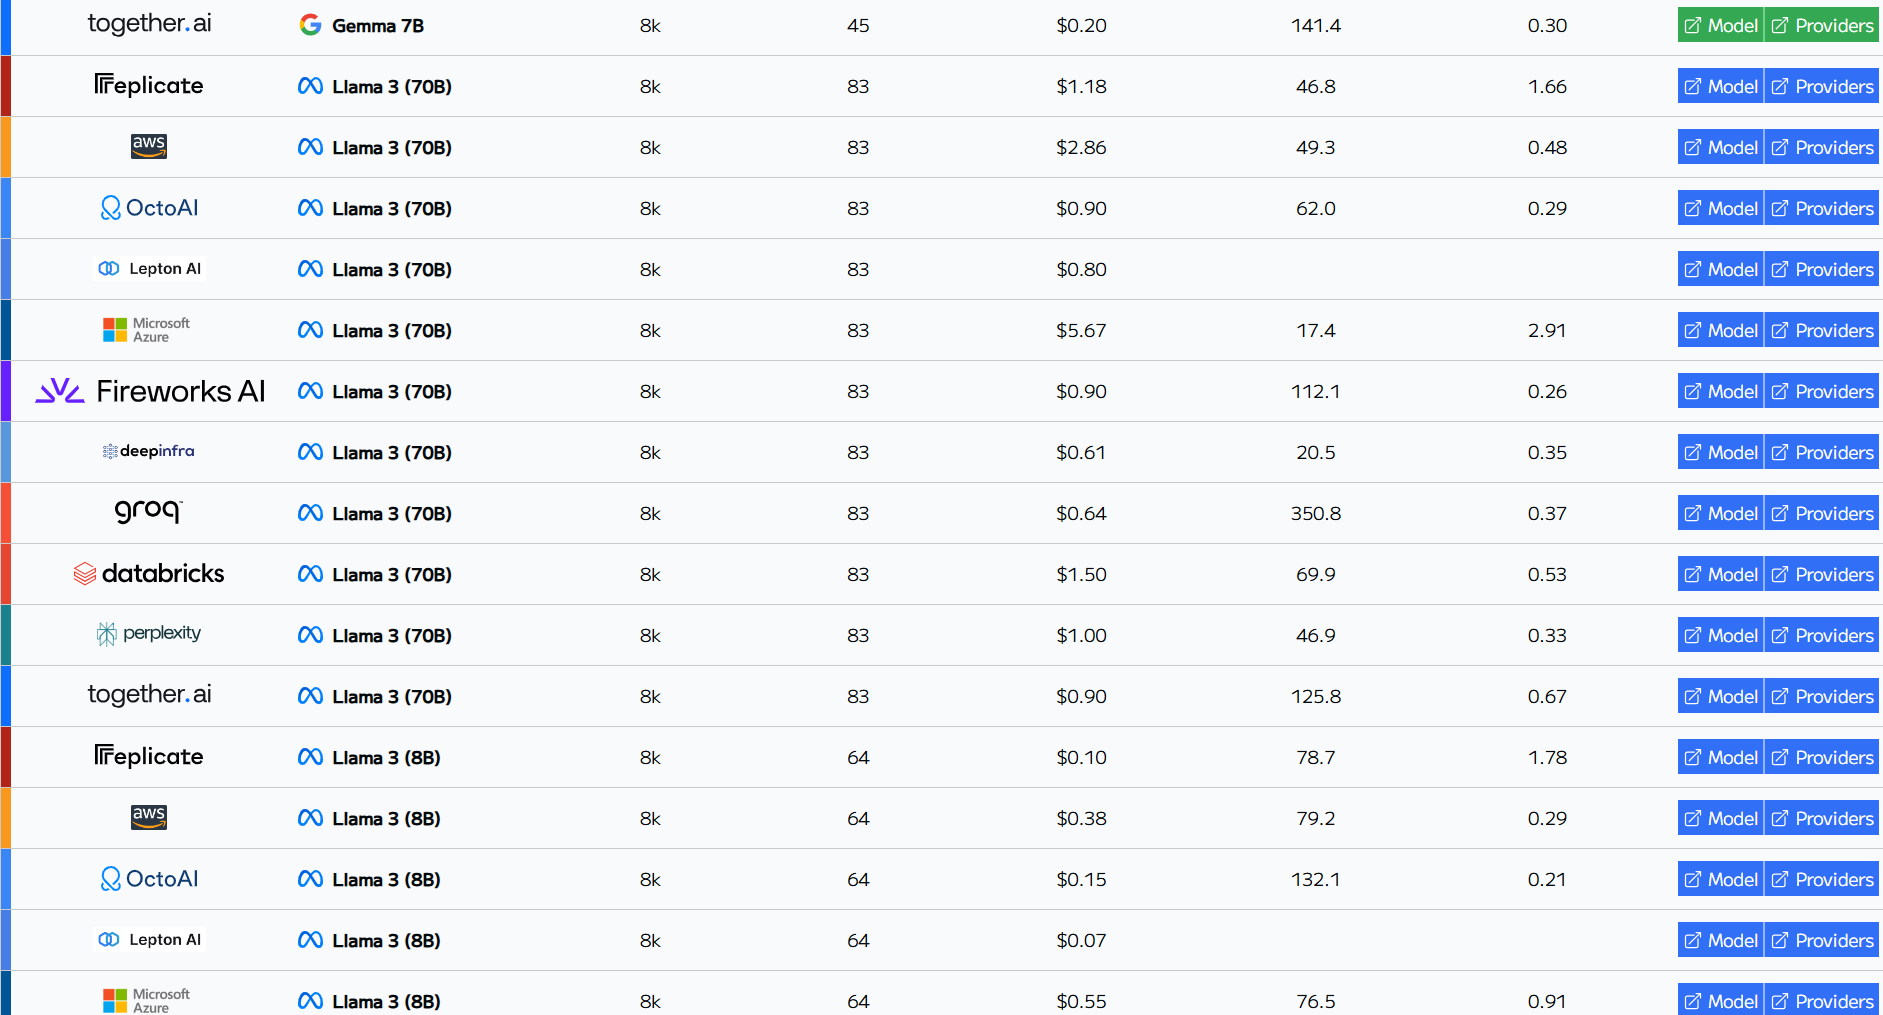 together.ai Gemma 7B 8k 45 $0.20 141.4 0.30 Model Providers
Replicate Llama 3 (70B) 8k 83 $1.18 46.8 1.66 Model Providers
aws Llama 3 (70B) 8k 83 $2.86 49.3 0.48 Model Providers
OctoAI Llama 3 (70B) 8k 83 $0.90 62.0 0.29 Model Providers
Lepton AI Llama 3 (70B) 8k 83 $0.80 Model Providers
Microsoft Azure Llama 3 (70B) 8k 83 $5.67 17.4 2.91 Model Providers
Fireworks AI Llama 3 (70B) 8k 83 $0.90 112.1 0.26 Model Providers
deepinfra Llama 3 (70B) 8k 83 $0.61 20.5 0.35 Model Providers
groq™ Llama 3 (70B) 8k 83 $0.64 350.8 0.37 Model Providers
databricks Llama 3 (70B) 8k 83 $1.50 69.9 0.53 Model Providers
perplexity Llama 3 (70B) 8k 83 $1.00 46.9 0.33 Model Providers
together.ai Llama 3 (70B) 8k 83 $0.90 125.8 0.67 Model Providers
Replicate Llama 3 (8B) 8k 64 $0.10 78.7 1.78 Model Providers
aws Llama 3 (8B) 8k 64 $0.38 79.2 0.29 Model Providers
OctoAI Llama 3 (8B) 8k 64 $0.15 132.1 0.21 Model Providers
Lepton AI Llama 3 (8B) 8k 64 $0.07 Model Providers
Microsoft Azure Llama 3 (8B) 8k 64 $0.55 76.5 0.91 Model Providers